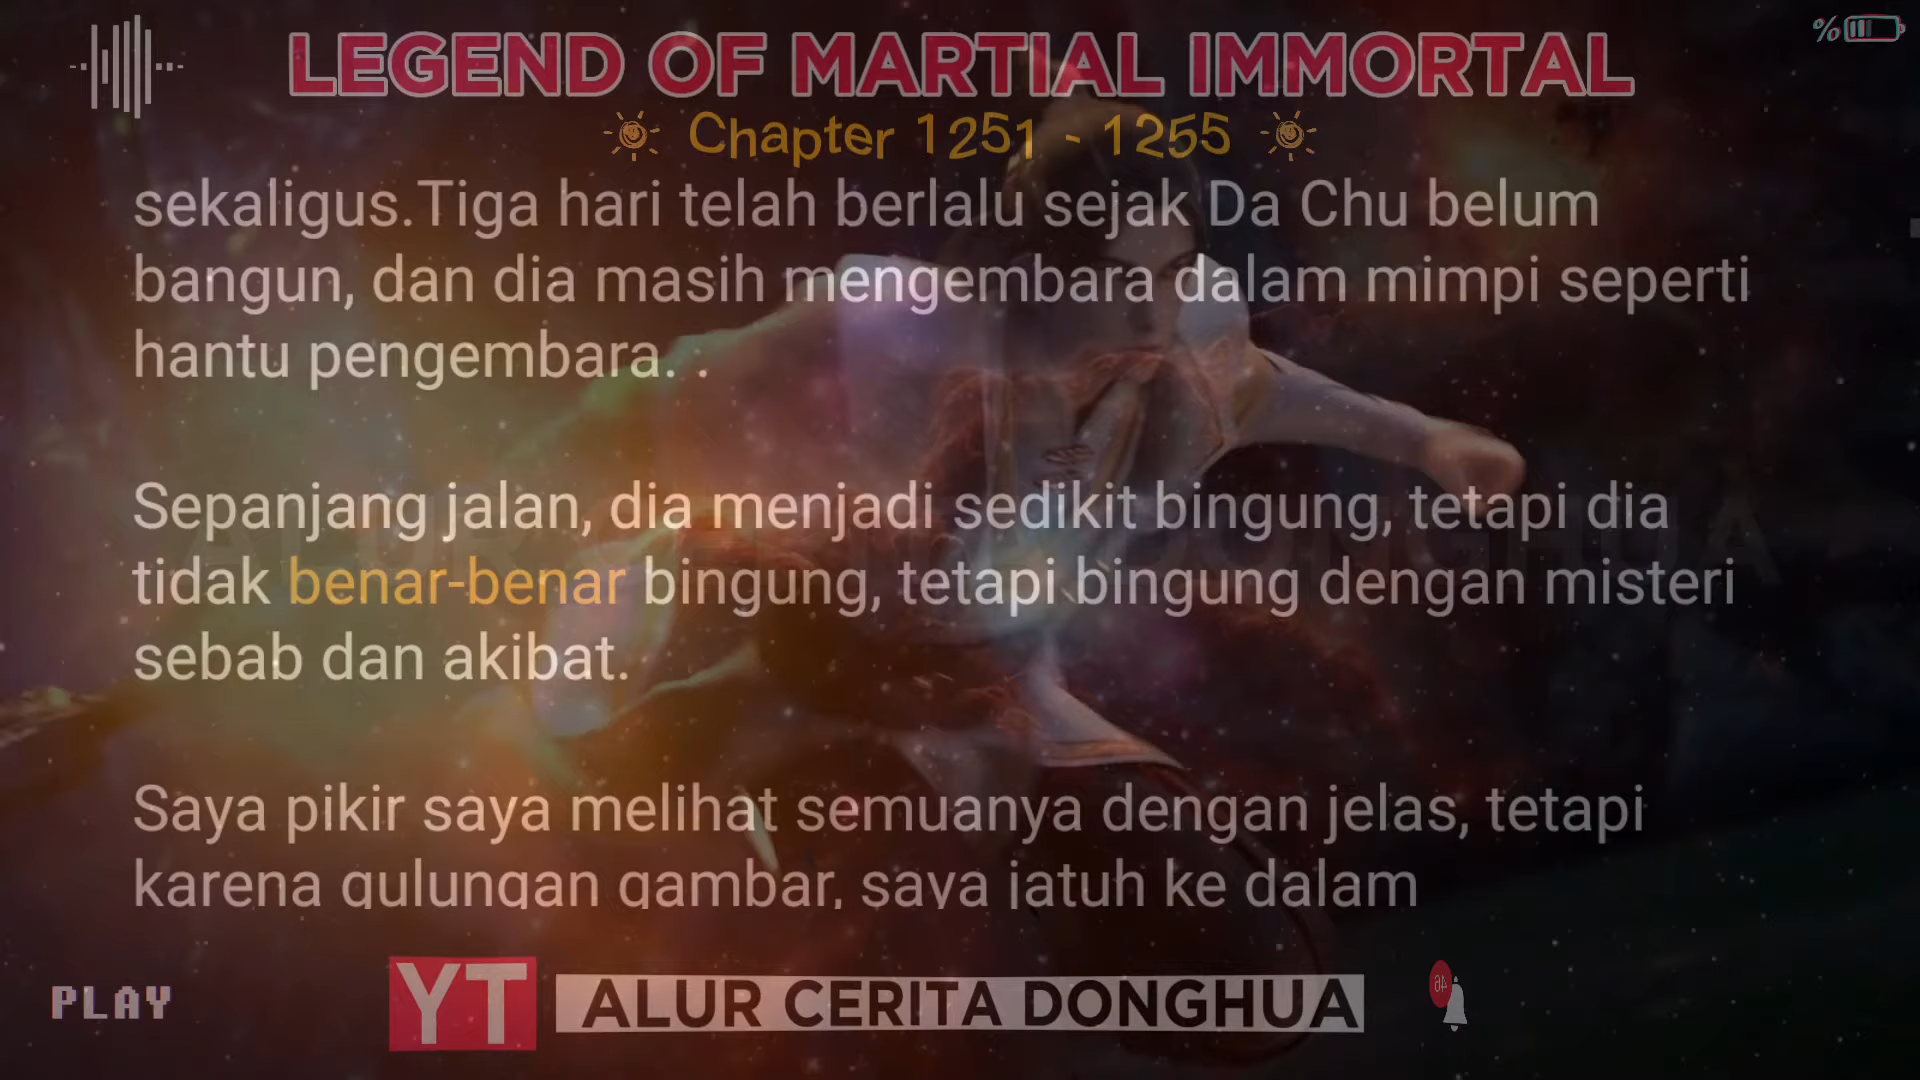 LEGEND OF MARTIAL IMMORTAL
%
Chapter 1251 - 1255
sekaligus.Tiga hari telah berlalu sejak Da Chu belum
bangun, dan dia masih mengembara dalam mimpi seperti
hantu pengembara. .
Sepanjang jalan, dia menjadi sedikit bingung, tetapi dia
tidak benar-benar bingung, tetapi bingung dengan misteri
sebab dan akibat.
Saya pikir saya melihat semuanya dengan jelas, tetapi
karena gulungan gambar, saya jatuh ke dalam
PLAY
YT
ALUR CERITA DONGHUA
46